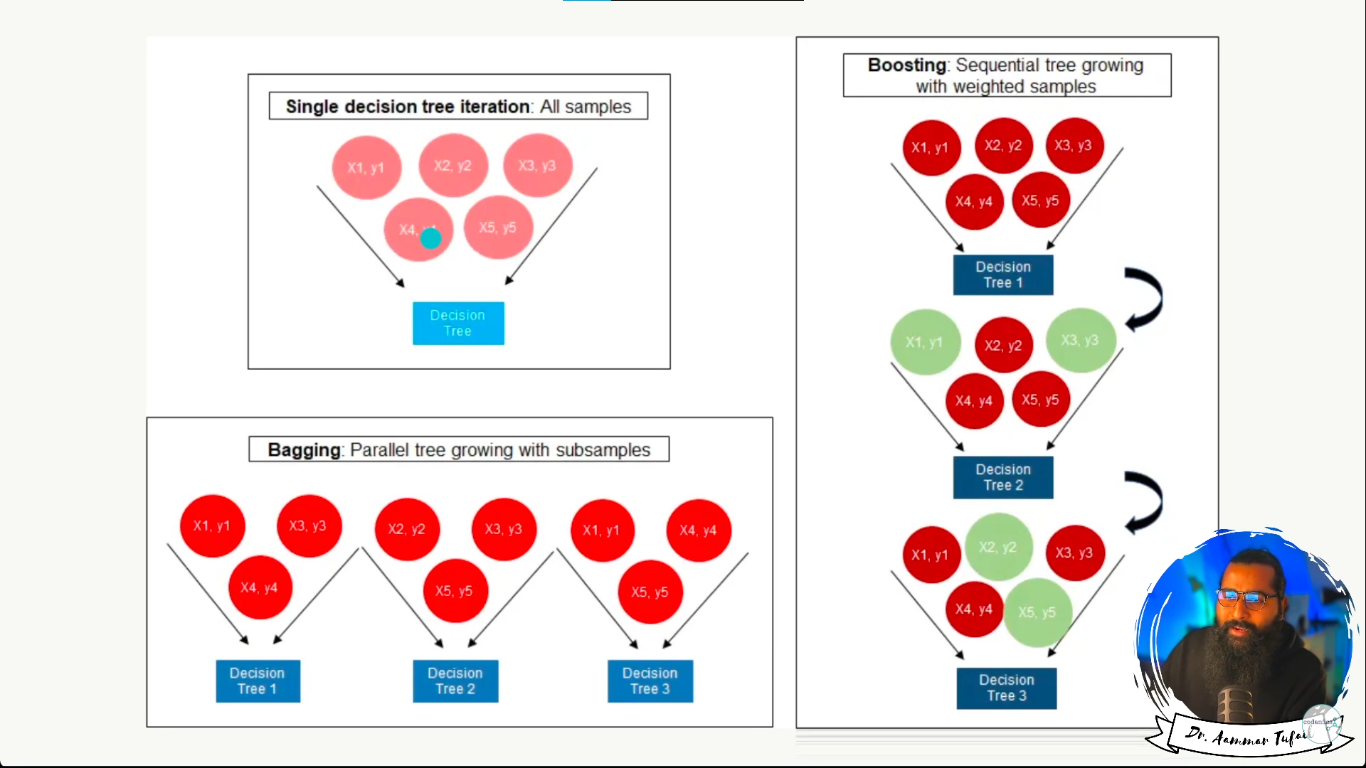 Single decision tree iteration: All samples
X1, y1
X2, y2
X3, y3
X4,
X5, y5
Decision
Tree
Bagging: Parallel tree growing with subsamples
X1, y1
X3, y3
X4, y4
Decision
Tree 1
X2, y2
X3, y3
X5, y5
Decision
Tree 2
X1, y1
X4, y4
X5, y5
Decision
Tree 3
Boosting: Sequential tree growing
with weighted samples
X1, y1
X2, y2
X3, y3
X4, y4
X5, y5
Decision
Tree 1
X1, y1
X2, y2
X3, y3
X4, y4
X5, y5
Decision
Tree 2
X1, y1
X2, y2
X3, y3
X4, y4
X5, y5
Decision
Tree 3
Dr. Aammar